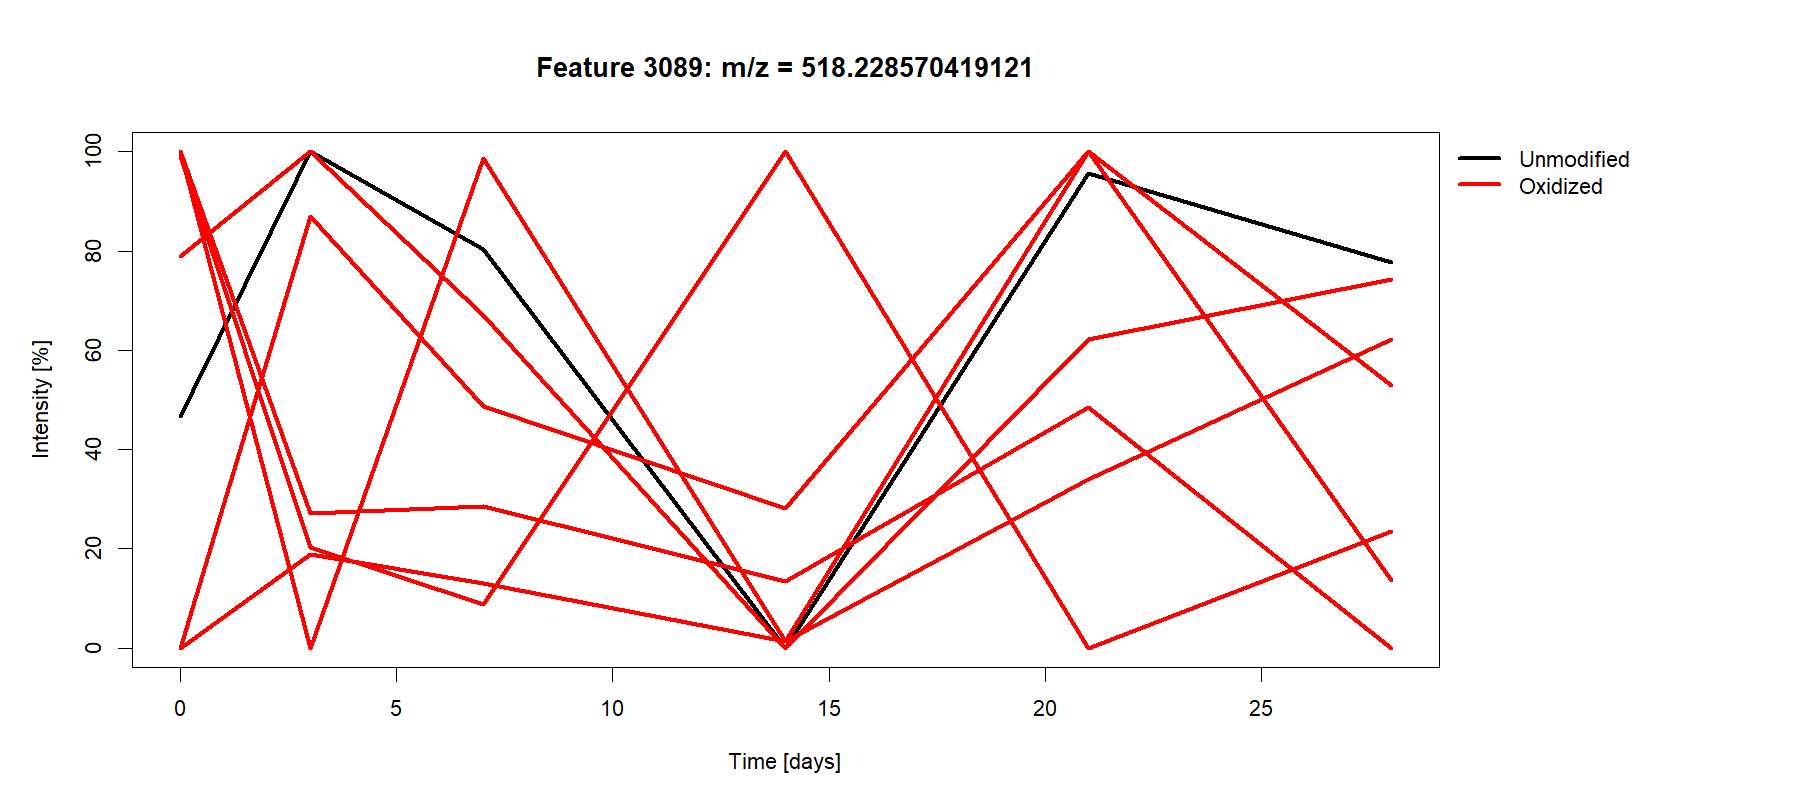 Feature 3089: m/z = 518.228570419121
Unmodified
Oxidized
Intensity [%]
100
80
60
40
20
0
0 5 10 15 20 25
Time [days]